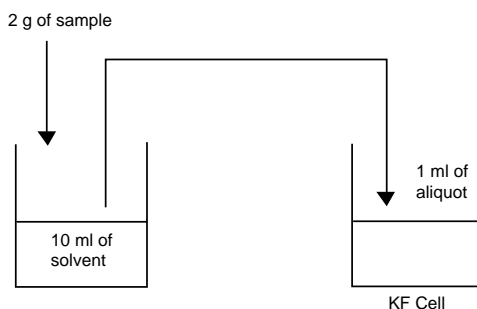 2 g of sample
10 ml of
solvent
1 ml of
aliquot
KF Cell